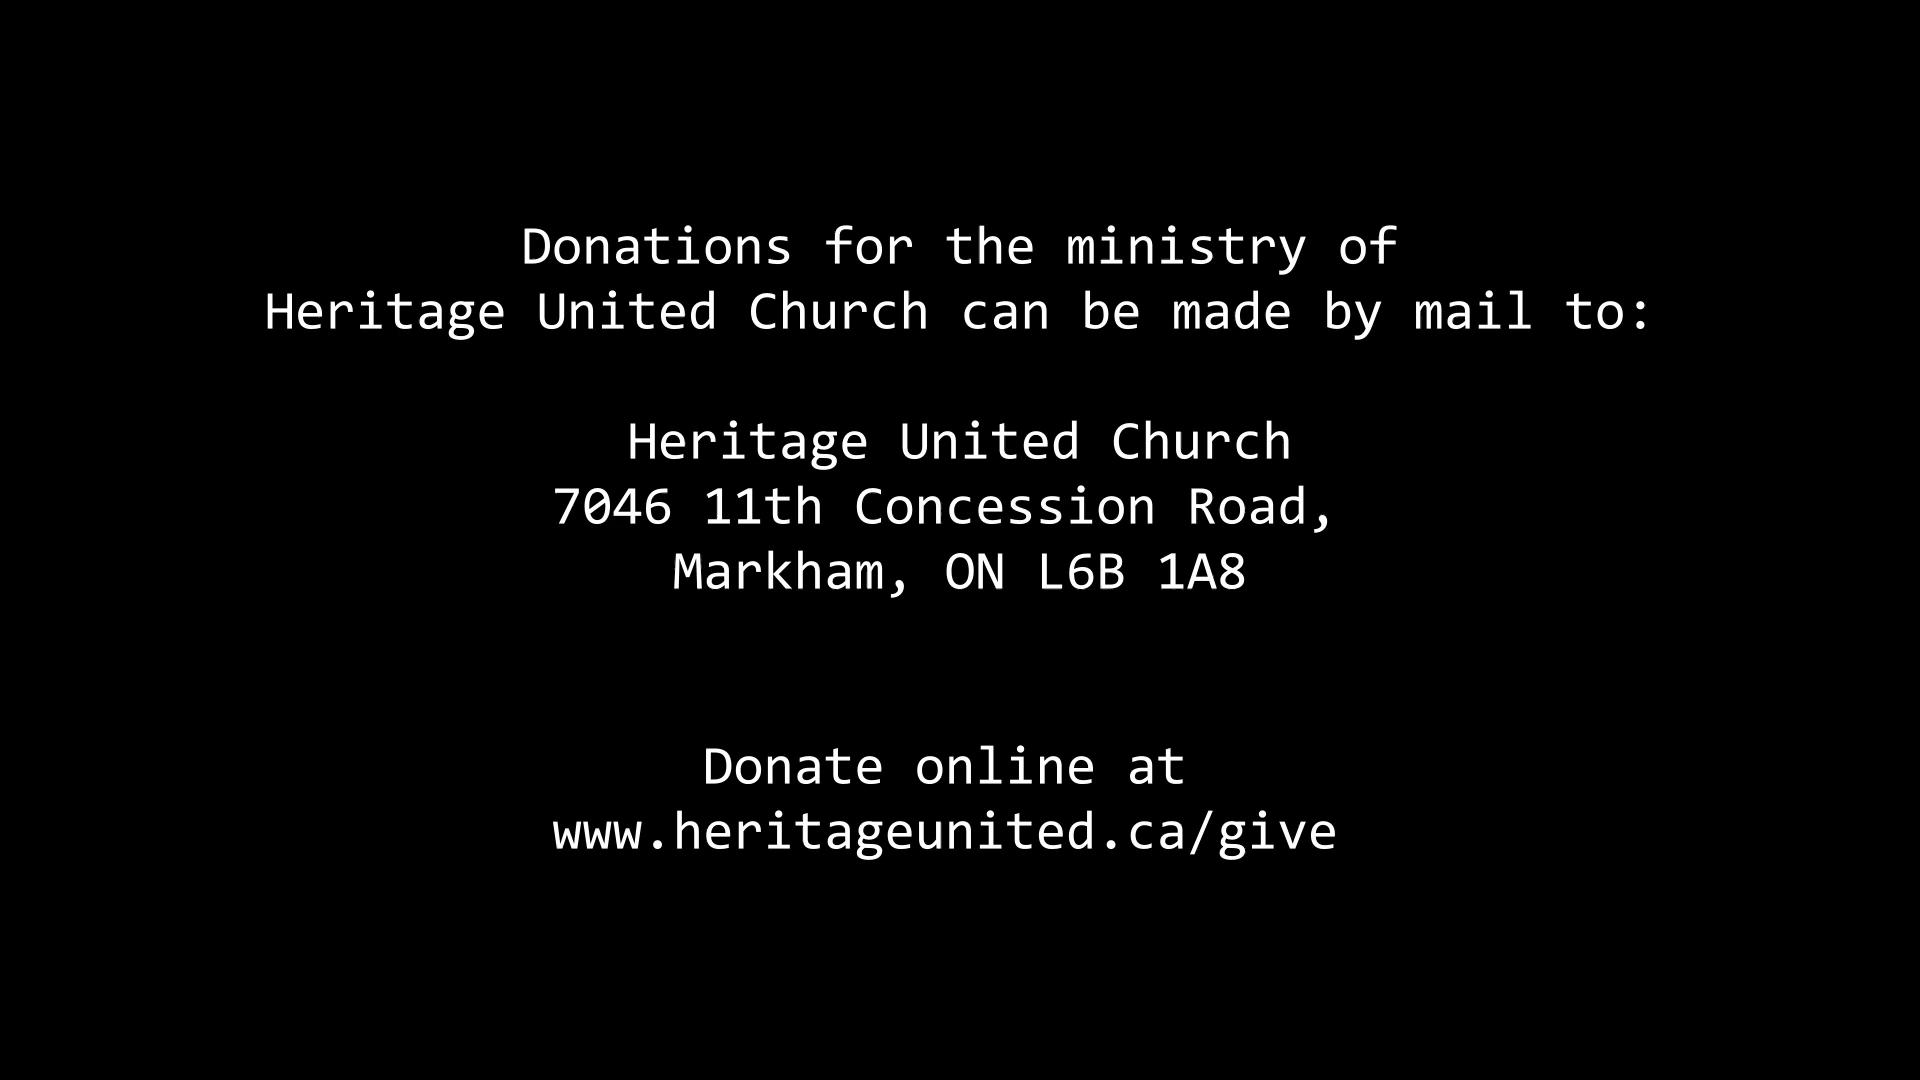 Donations for the ministry of
Heritage United Church can be made by mail to:
Heritage United Church
7046 11th Concession Road,
Markham, ON L6B 1A8
Donate online at
www.heritageunited.ca/give